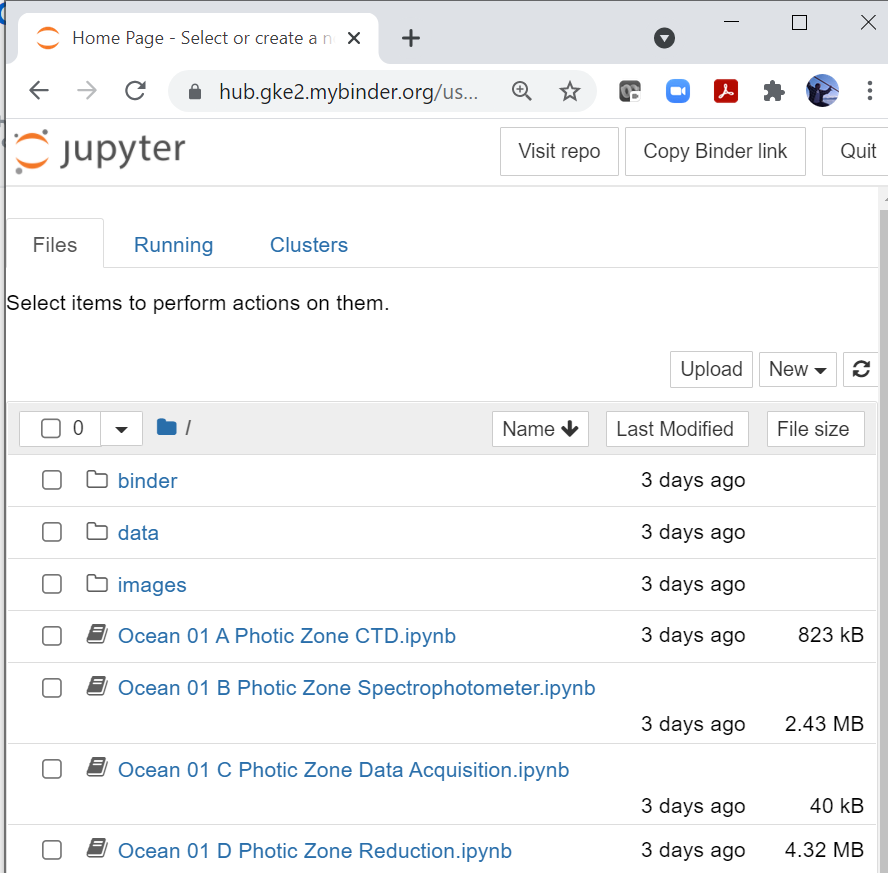 Home Page - Select or create a n
hub.gke2.mybinder.org/us...
jupyter Visit repo Copy Binder link Quit
Files Running Clusters
Select items to perform actions on them.
Upload New
0 / Name Last Modified File size
binder 3 days ago
data 3 days ago
images 3 days ago
Ocean 01 A Photic Zone CTD.ipynb 3 days ago 823 kB
Ocean 01 B Photic Zone Spectrophotometer.ipynb
3 days ago 2.43 MB
Ocean 01 C Photic Zone Data Acquisition.ipynb
3 days ago 40 kB
Ocean 01 D Photic Zone Reduction.ipynb 3 days ago 4.32 MB